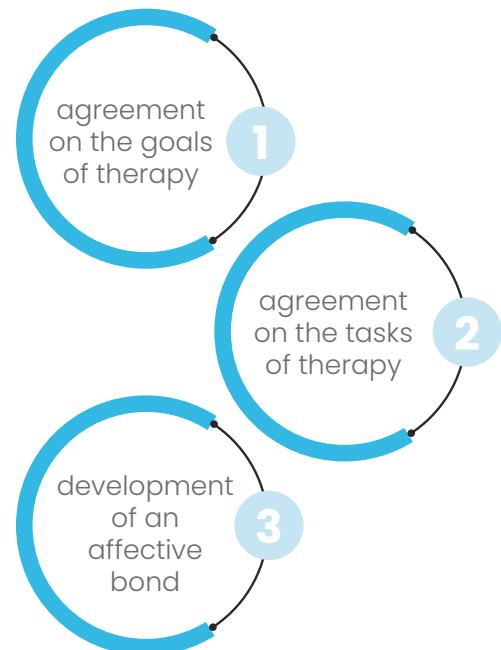 agreement
on the goals
of therapy
1
agreement
on the tasks
of therapy
2
development
of an
affective
bond
3